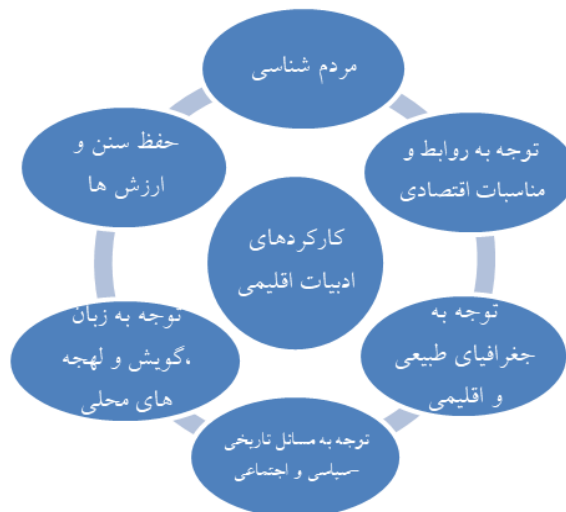 مردم شناسی
توجه به روابط و
مناسبات اقتصادی
توجه به
جغرافیای طبیعی
و اقلیمی
توجه به مسائل تاریخی
-سیاسی و اجتماعی
توجه به زبان
،گویش و لهجه
های محلی
حفظ سنن و
ارزش ها
کارکردهای
ادبیات اقلیمی